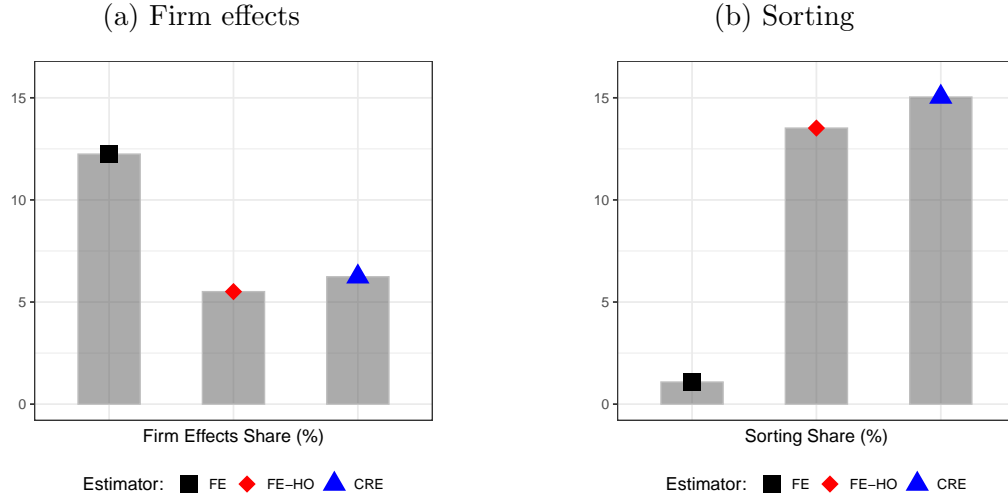 (a) Firm effects
15
10
5
0
Firm Effects Share (%)
Estimator: FE FE−HO CRE
(b) Sorting
15
10
5
0
Sorting Share (%)
Estimator: FE FE−HO CRE